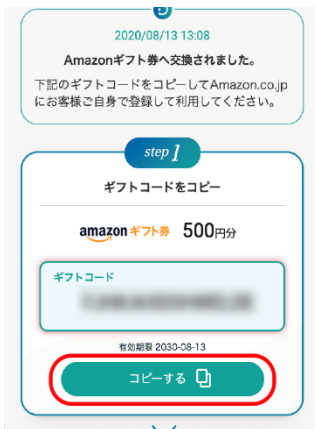 2020/08/13 13:08
Amazonギフト券へ交換されました。
下記のギフトコードをコピーしてAmazon.co.jp
にお客様ご自身で登録して利用してください。
step 1
ギフトコードをコピー
amazon ギフト券 500円分
ギフトコード
有効期限 2030-08-13
コピーする